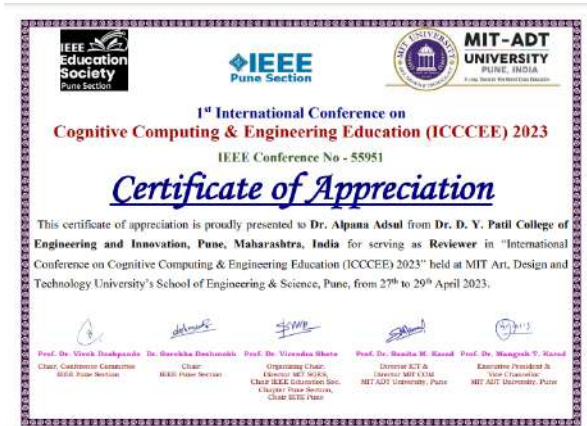 IEEE
Education
Society
Pune Section
IEEE
Pune Section
MIT-ADT
UNIVERSITY
PUNE, INDIA
1st International Conference on
Cognitive Computing & Engineering Education (ICCCEE) 2023
IEEE Conference No - 55951
Certificate of Appreciation
This certificate of appreciation is proudly presented to Dr. Alpana Adsul from Dr. D. Y. Patil College of
Engineering and Innovation, Pune, Maharashtra, India for serving as Reviewer in "International
Conference on Cognitive Computing & Engineering Education (ICCCEE) 2023" held at MIT Art, Design and
Technology University's School of Engineering & Science, Pune, from 27th to 29th April 2023.
Prof. Dr. Vivek Deshpande
Chair, Conference Committee
IEEE Pune Section
Dr. Surekha Deshmukh
Chair
IEEE Pune Section
Prof. Dr. Virendra Shete
Organizing Chair,
Director MIT SOES,
Chair IEEE Education Soc.
Chapter Pune Section,
Chair IETE Pune
Prof. Dr. Sunita M. Karad
Director ICT &
Director MIT COM
MIT ADT University, Pune
Prof. Dr. Mangesh T. Karad
Executive President &
Vice Chancellor
MIT ADT University, Pune